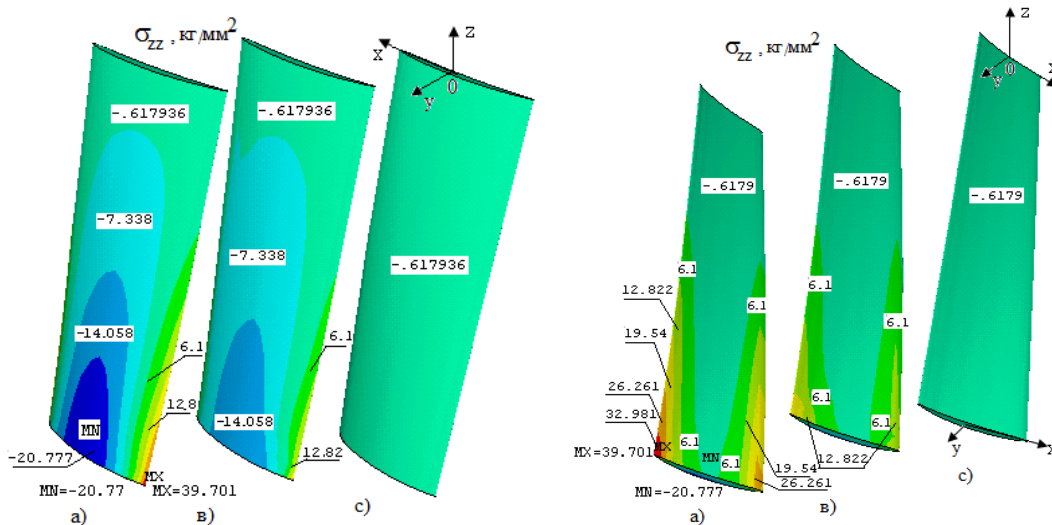 σzz , кг/мм²
z
x
0
y
-.617936
-.617936
-7.338
-7.338
-.617936
-14.058
6.1
6.1
12.8
-14.058
MN
-20.777
12.82
MX
MN=-20.77
MX=39.701
а)
в)
с)
σzz , кг/мм²
z
x
0
y
-.6179
-.6179
-.6179
6.1
6.1
12.822
6.1
6.1
19.54
26.261
6.1
6.1
32.981
MX
6.1
MN
MX=39.701
6.1
19.54
12.822
y
x
26.261
MN=-20.777
а)
в)
с)